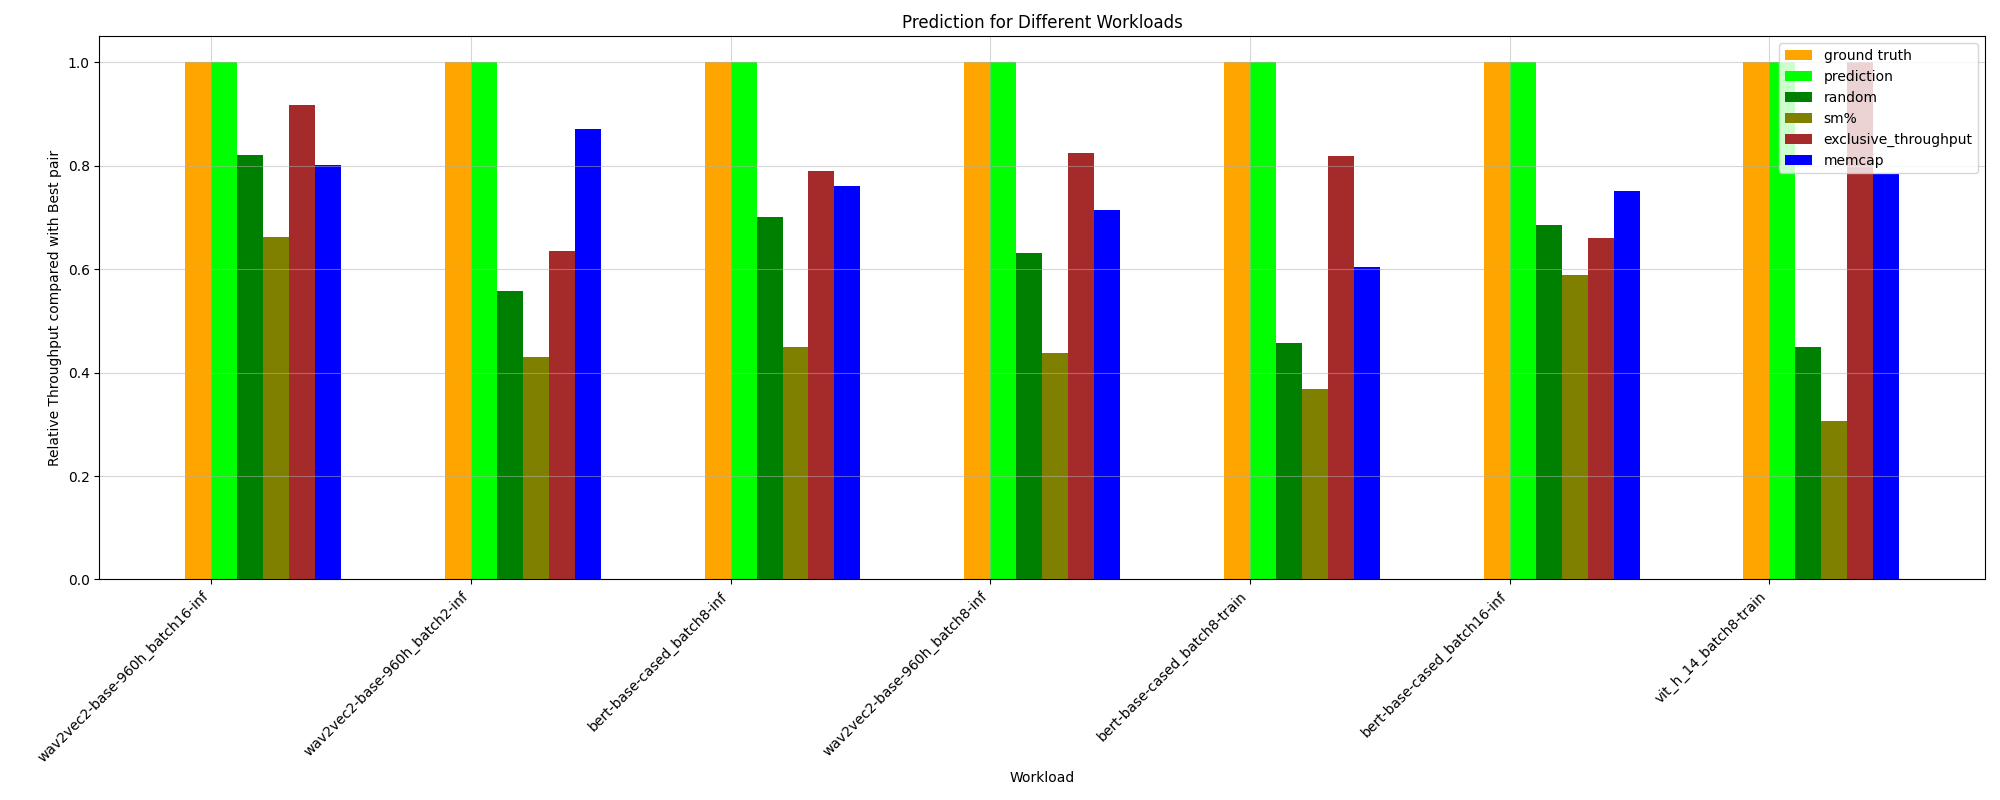 Prediction for Different Workloads
ground truth
prediction
random
sm%
exclusive_throughput
memcap
Relative Throughput compared with Best pair
1.0
0.8
0.6
0.4
0.2
0.0
wav2vec2-base-960h_batch16-inf
wav2vec2-base-960h_batch2-inf
bert-base-cased_batch8-inf
wav2vec2-base-960h_batch8-inf
bert-base-cased_batch8-train
bert-base-cased_batch16-inf
vit_h_14_batch8-train
Workload